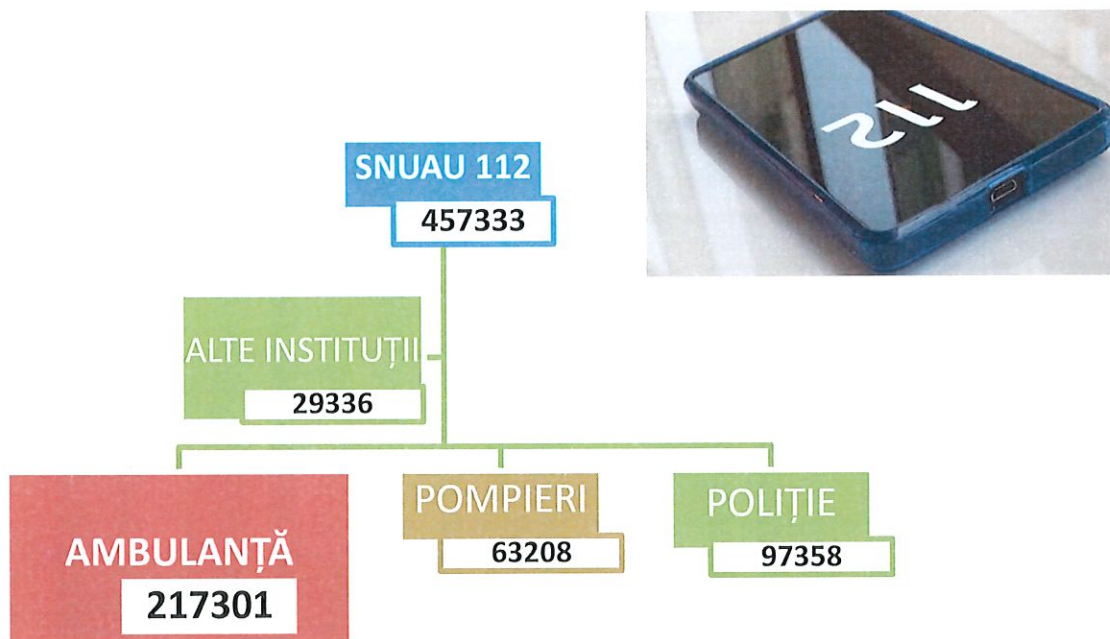 112
SNUAU 112
457333
ALTE INSTITUȚII
29336
AMBULANȚĂ
217301
POMPIERI
63208
POLIȚIE
97358